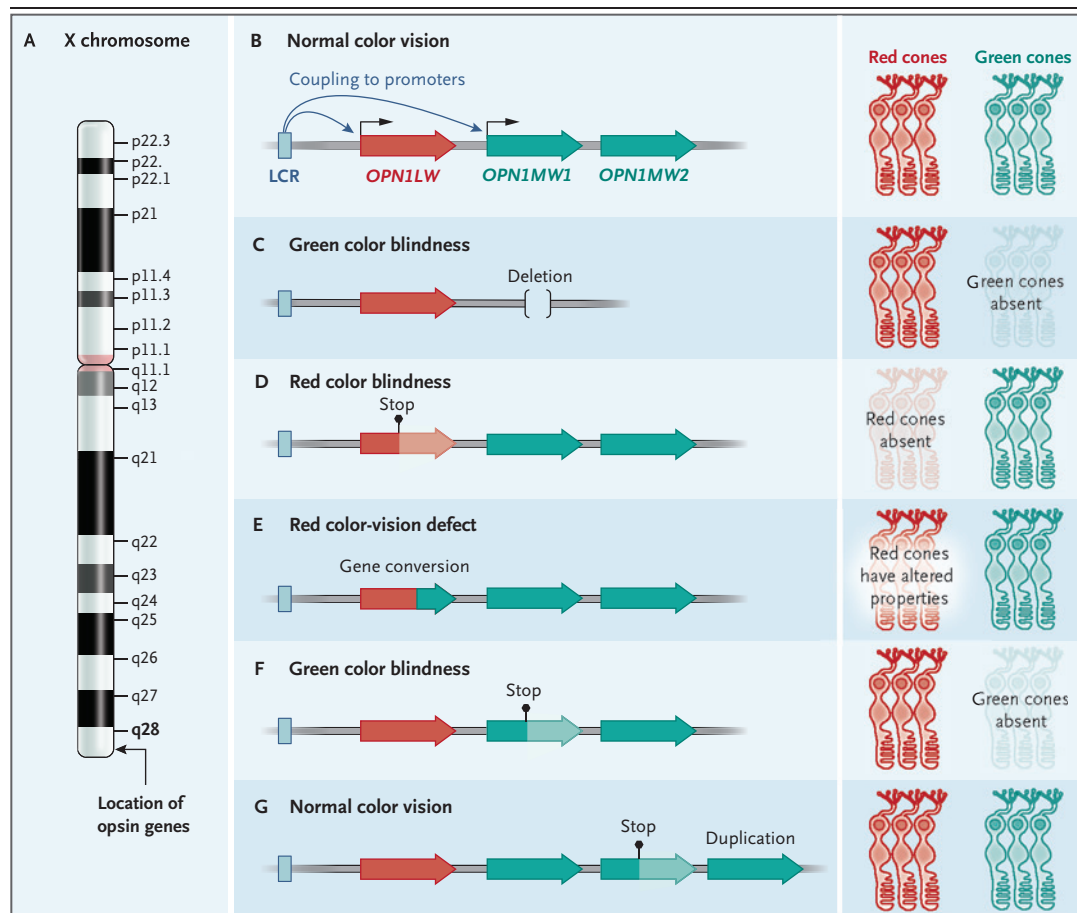 A X chromosome
p22.3
p22.
p22.1
p21
p11.4
p11.3
p11.2
p11.1
q11.1
q12
q13
q21
q22
q23
q24
q25
q26
q27
q28
Location of
opsin genes
B Normal color vision
Coupling to promoters
LCR
OPN1LW
OPN1MW1
OPN1MW2
Red cones
Green cones
C Green color blindness
Deletion
Green cones
absent
D Red color blindness
Stop
Red cones
absent
E Red color-vision defect
Gene conversion
Red cones
have altered
properties
F Green color blindness
Stop
Green cones
absent
G Normal color vision
Stop
Duplication